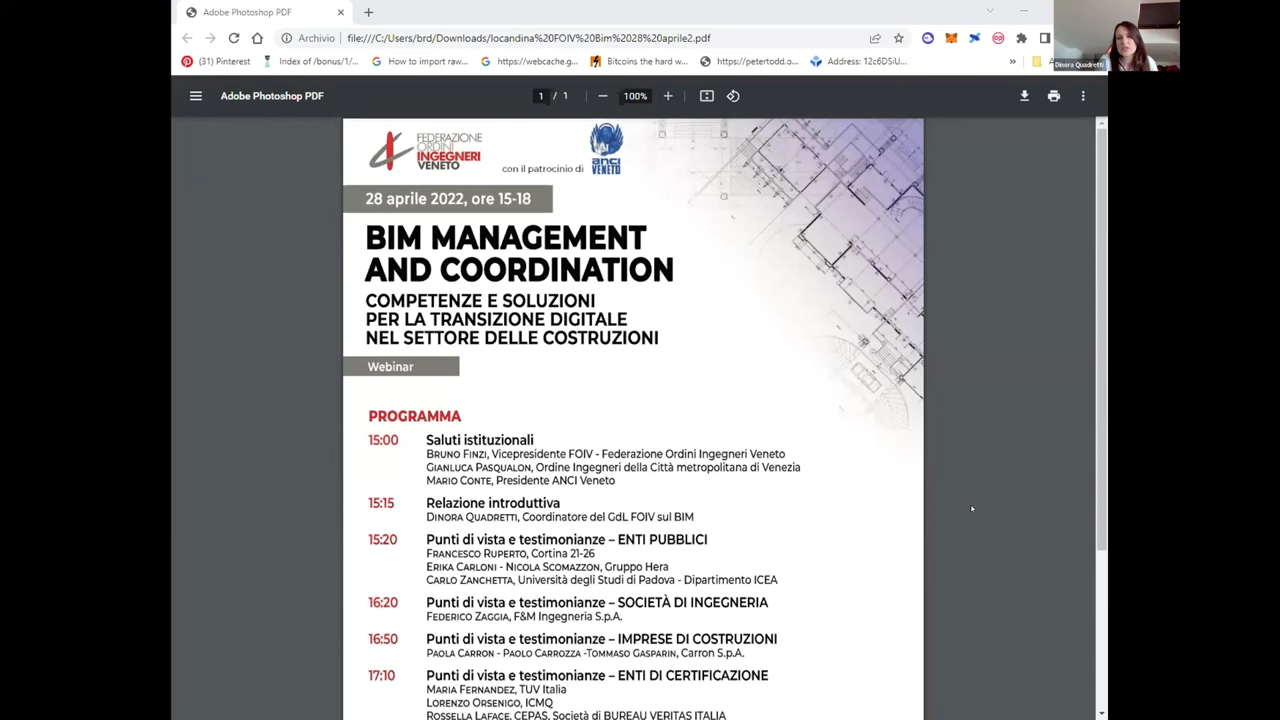 Adobe Photoshop PDF
Archivio
file:///C:/Users/brd/Downloads/locandina%20FOIV%20Bim%2028%20aprile2.pdf
(31) Pinterest
Index of /bonus/1/...
How to import raw...
https://webcache.g...
Bitcoins the hard w...
https://petertodd.o...
Address: 12c6DSiU...
»
Dinora Quadretti
Adobe Photoshop PDF
1 / 1
100%
FEDERAZIONE
ORDINI
INGEGNERI
VENETO
con il patrocinio di
anci
VENETO
28 aprile 2022, ore 15-18
BIM MANAGEMENT
AND COORDINATION
COMPETENZE E SOLUZIONI
PER LA TRANSIZIONE DIGITALE
NEL SETTORE DELLE COSTRUZIONI
Webinar
PROGRAMMA
15:00 Saluti istituzionali
BRUNO FINZI, Vicepresidente FOIV - Federazione Ordini Ingegneri Veneto
GIANLUCA PASQUALON, Ordine Ingegneri della Città metropolitana di Venezia
MARIO CONTE, Presidente ANCI Veneto
15:15 Relazione introduttiva
DINORA QUADRETTI, Coordinatore del GdL FOIV sul BIM
15:20 Punti di vista e testimonianze – ENTI PUBBLICI
FRANCESCO RUPERTO, Cortina 21-26
ERIKA CARLONI - NICOLA SCOMAZZON, Gruppo Hera
CARLO ZANCHETTA, Università degli Studi di Padova - Dipartimento ICEA
16:20 Punti di vista e testimonianze – SOCIETÀ DI INGEGNERIA
FEDERICO ZAGGIA, F&M Ingegneria S.p.A.
16:50 Punti di vista e testimonianze – IMPRESE DI COSTRUZIONI
PAOLA CARRON - PAOLO CARROZZA -TOMMASO GASPARIN, Carron S.p.A.
17:10 Punti di vista e testimonianze – ENTI DI CERTIFICAZIONE
MARIA FERNANDEZ, TUV Italia
LORENZO ORSENIGO, ICMQ
ROSSELLA LAFACE, CEPAS, Società di BUREAU VERITAS ITALIA